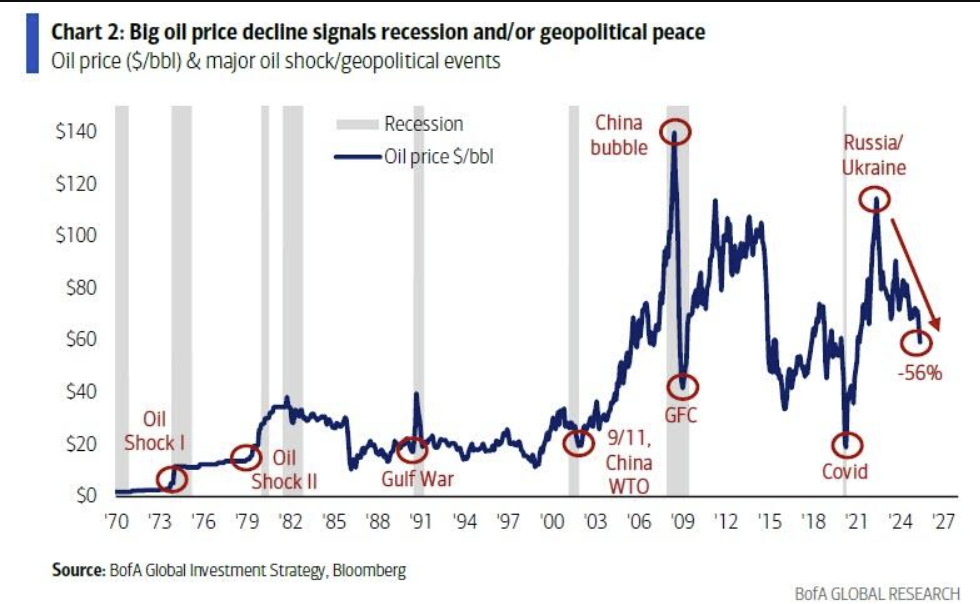 Chart 2: Big oil price decline signals recession and/or geopolitical peace
Oil price ($/bbl) & major oil shock/geopolitical events
Recession
Oil price $/bbl
$140
$120
$100
$80
$60
$40
$20
$0
Oil
Shock I
Oil
Shock II
Gulf War
9/11,
China
WTO
China
bubble
GFC
Covid
Russia/
Ukraine
-56%
'70 '73 '76 '79 '82 '85 '88 '91 '94 '97 '00 '03 '06 '09 '12 '15 '18 '21 '24 '27
Source: BofA Global Investment Strategy, Bloomberg
BofA GLOBAL RESEARCH